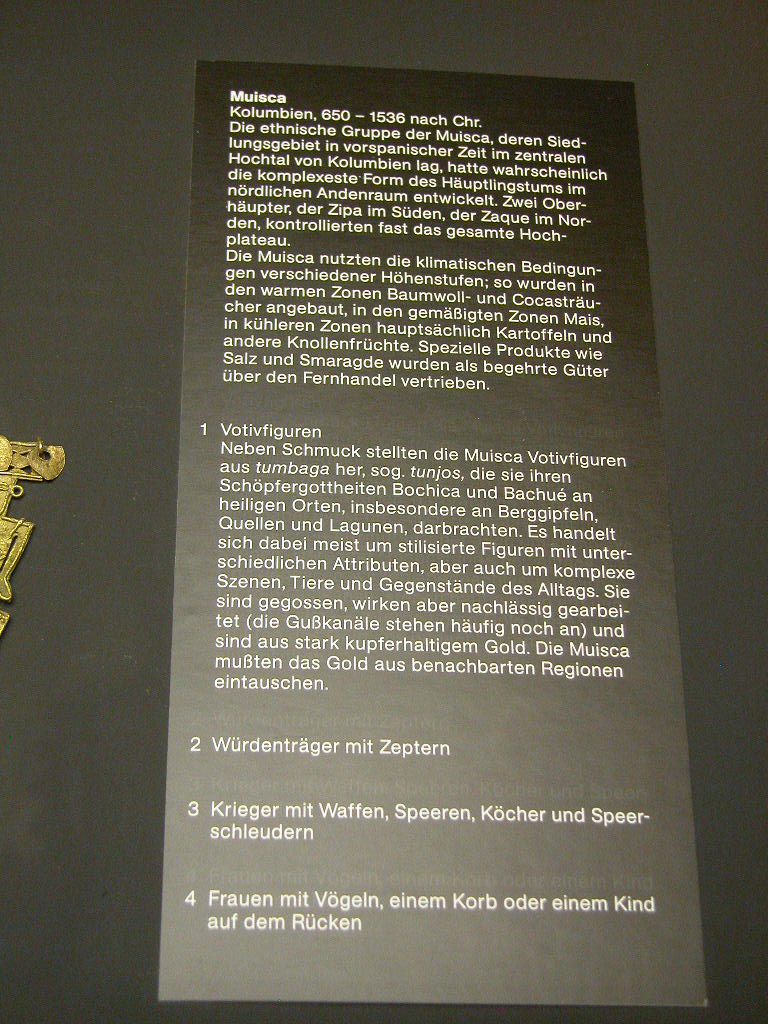 Muisca
Kolumbien, 650 – 1536 nach Chr.
Die ethnische Gruppe der Muisca, deren Sied-
lungsgebiet in vorspanischer Zeit im zentralen
Hochtal von Kolumbien lag, hatte wahrscheinlich
die komplexeste Form des Häuptlingstums im
nördlichen Andenraum entwickelt. Zwei Ober-
häupter, der Zipa im Süden, der Zaque im Nor-
den, kontrollierten fast das gesamte Hoch-
plateau.
Die Muisca nutzten die klimatischen Bedingun-
gen verschiedener Höhenstufen; so wurden in
den warmen Zonen Baumwoll- und Cocasträu-
cher angebaut, in den gemäßigten Zonen Mais,
in kühleren Zonen hauptsächlich Kartoffeln und
andere Knollenfrüchte. Spezielle Produkte wie
Salz und Smaragde wurden als begehrte Güter
über den Fernhandel vertrieben.
1 Votivfiguren
Neben Schmuck stellten die Muisca Votivfiguren
aus tumbaga her, sog. tunjos, die sie ihren
Schöpfergottheiten Bochica und Bachué an
heiligen Orten, insbesondere an Berggipfeln,
Quellen und Lagunen, darbrachten. Es handelt
sich dabei meist um stilisierte Figuren mit unter-
schiedlichen Attributen, aber auch um komplexe
Szenen, Tiere und Gegenstände des Alltags. Sie
sind gegossen, wirken aber nachlässig gearbei-
tet (die Gußkanäle stehen häufig noch an) und
sind aus stark kupferhaltigem Gold. Die Muisca
mußten das Gold aus benachbarten Regionen
eintauschen.
2 Würdenträger mit Zeptern
3 Krieger mit Waffen, Speeren, Köcher und Speer-
schleudern
4 Frauen mit Vögeln, einem Korb oder einem Kind
auf dem Rücken